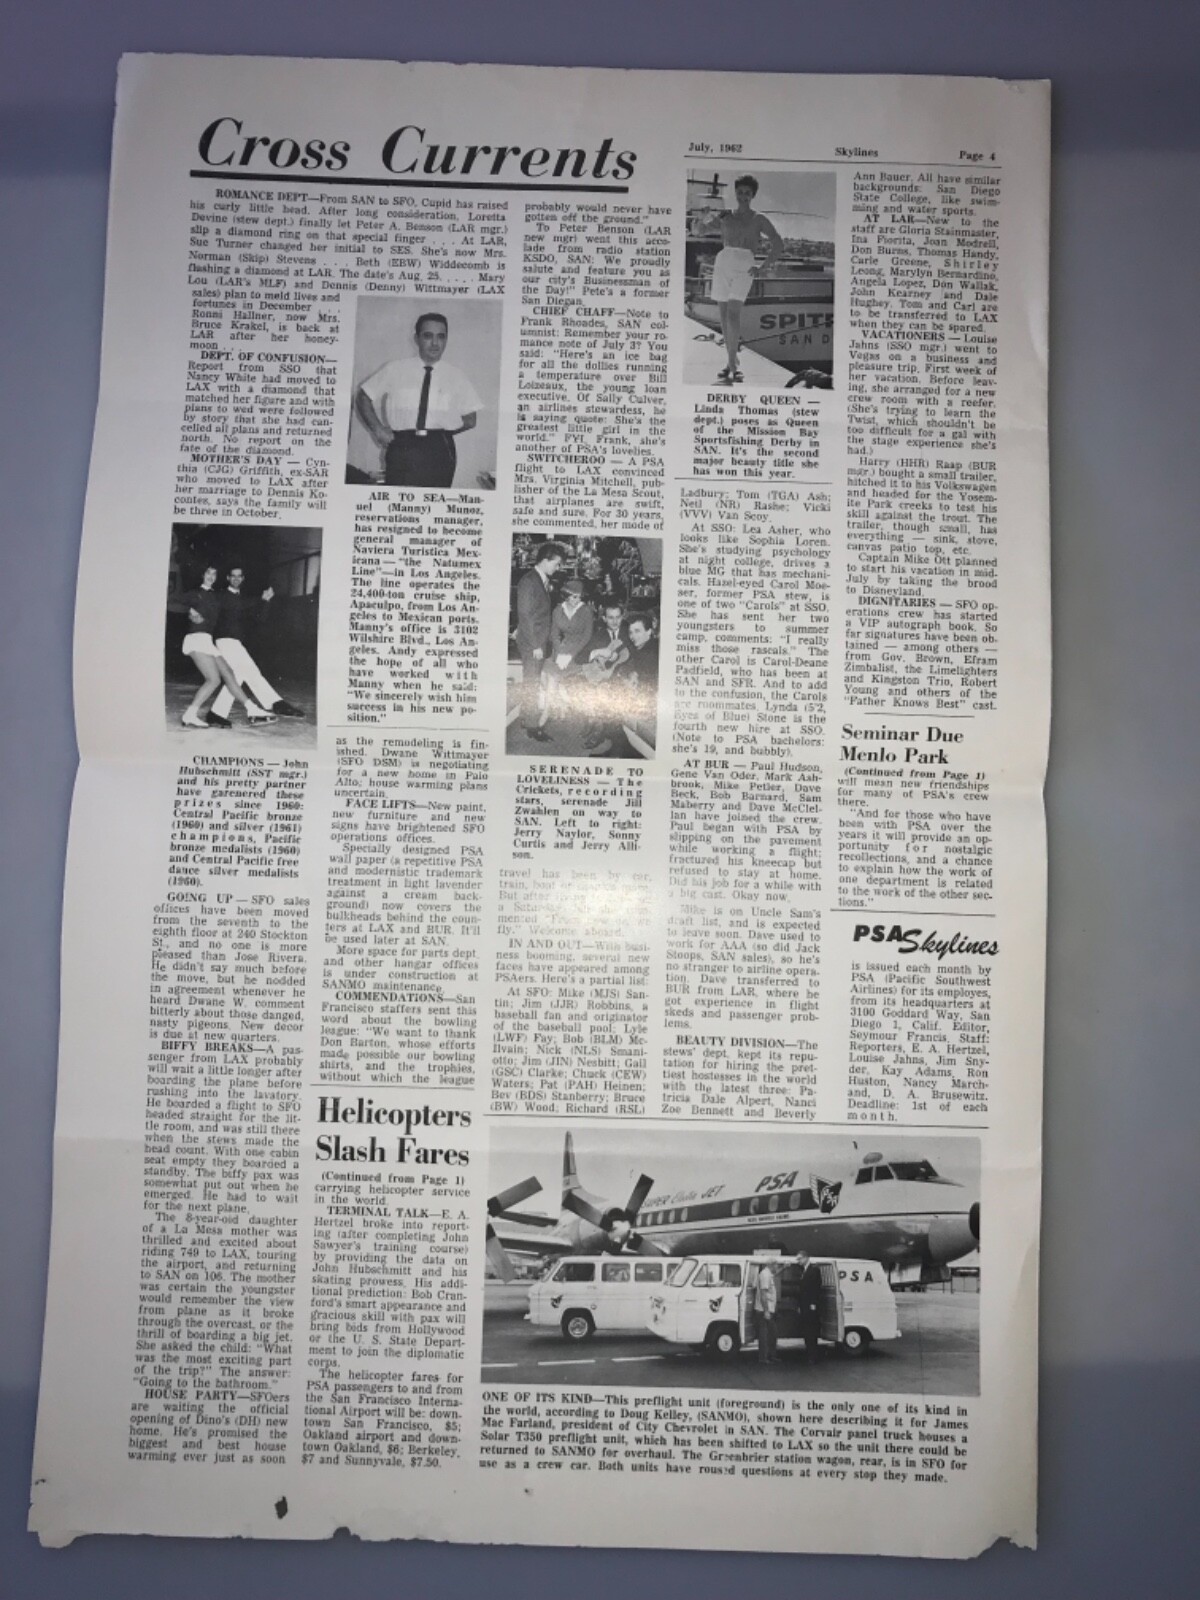 Cross Currents
July, 1962 Skylines Page 4
ROMANCE DEPT—From SAN to SFO, Cupid has raised
his curly little head. After long consideration, Loretta
Devine (stew dept.) finally let Peter A. Benson (LAR mgr.)
slip a diamond ring on that special finger . . . At LAR,
Sue Turner changed her initial to SES. She's now Mrs.
Norman (Skip) Stevens . . . Beth (EBW) Widdecomb is
flashing a diamond at LAR. The date's Aug. 25. . . . Mary
Lou (LAR's MLF) and Dennis (Denny) Wittmayer (LAX
sales) plan to meld lives and
fortunes in December . . .
Ronni Hallner, now Mrs.
Bruce Krakel, is back at
LAR after her honey-
moon . . .
DEPT. OF CONFUSION—
Report from SSO that
Nancy White had moved to
LAX with a diamond that
matched her figure and with
plans to wed were followed
by story that she had can-
celled all plans and returned
north. No report on the
fate of the diamond.
MOTHER'S DAY — Cyn-
thia (CJG) Griffith, ex-SAR
who moved to LAX after
her marriage to Dennis Ko-
contes, says the family will
be three in October.
CHAMPIONS — John
Hubschmitt (SST mgr.)
and his pretty partner
have garenered these
prizes since 1960:
Central Pacific bronze
(1960) and silver (1961)
champions, Pacific
bronze medalists (1960)
and Central Pacific free
dance silver medalists
(1960).
GOING UP — SFO sales
offices have been moved
from the seventh to the
eighth floor at 240 Stockton
St., and no one is more
pleased than Jose Rivera.
He didn't say much before
the move, but he nodded
in agreement whenever he
heard Dwane W. comment
bitterly about those danged,
nasty pigeons. New decor
is due at new quarters.
BIFFY BREAKS—A pas-
senger from LAX probably
will wait a little longer after
boarding the plane before
rushing into the lavatory.
He boarded a flight to SFO
headed straight for the lit-
tle room, and was still there
when the stews made the
head count. With one cabin
seat empty they boarded a
standby. The biffy pax was
somewhat put out when he
emerged. He had to wait
for the next plane.
The 8-year-old daughter
of a La Mesa mother was
thrilled and excited about
riding 749 to LAX, touring
the airport, and returning
to SAN on 106. The mother
was certain the youngster
would remember the view
from plane as it broke
through the overcast, or the
thrill of boarding a big jet.
She asked the child: "What
was the most exciting part
of the trip?" The answer:
"Going to the bathroom."
HOUSE PARTY—SFOers
are waiting the official
opening of Dino's (DH) new
home. He's promised the
biggest and best house
warming ever just as soon
AIR TO SEA—Man-
uel (Manny) Munoz,
reservations manager,
has resigned to become
general manager of
Naviera Turistica Mex-
icana — "the Natumex
Line"—in Los Angeles.
The line operates the
24,400-ton cruise ship,
Apaculpo, from Los An-
geles to Mexican ports.
Manny's office is 3102
Wilshire Blvd., Los An-
geles. Andy expressed
the hope of all who
have worked with
Manny when he said:
"We sincerely wish him
success in his new po-
sition."
as the remodeling is fin-
ished. Dwane Wittmayer
(SFO DSM) is negotiating
for a new home in Palo
Alto; house warming plans
uncertain.
FACE LIFTS—New paint,
new furniture and new
signs have brightened SFO
operations offices.
Specially designed PSA
wall paper (a repetitive PSA
and modernistic trademark
treatment in light lavender
against a cream back-
ground) now covers the
bulkheads behind the coun-
ters at LAX and BUR. It'll
be used later at SAN.
More space for parts dept.
and other hangar offices
is under construction at
SANMO maintenance.
COMMENDATIONS—San
Francisco staffers sent this
word about the bowling
league: "We want to thank
Don Barton, whose efforts
made possible our bowling
shirts, and the trophies,
without which the league
Helicopters
Slash Fares
(Continued from Page 1)
carrying helicopter service
in the world.
TERMINAL TALK—E. A.
Hertzel broke into report-
ing (after completing John
Sawyer's training course)
by providing the data on
John Hubschmitt and his
skating prowess. His addi-
tional prediction: Bob Cran-
ford's smart appearance and
gracious skill with pax will
bring bids from Hollywood
or the U. S. State Depart-
ment to join the diplomatic
corps.
The helicopter fares for
PSA passengers to and from
the San Francisco Interna-
tional Airport will be: down-
town San Francisco, $5;
Oakland airport and down-
town Oakland, $6; Berkeley,
$7 and Sunnyvale, $7.50.
probably would never have
gotten off the ground."
To Peter Benson (LAR
new mgr) went this acco-
lade from radio station
KSDO, SAN: We proudly
salute and feature you as
our city's Businessman of
the Day!" Pete's a former
San Diegan.
CHIEF CHAFF—Note to
Frank Rhoades, SAN col-
umnist: Remember your ro-
mance note of July 3? You
said: "Here's an ice bag
for all the dollies running
a temperature over Bill
Loizeaux, the young loan
executive. Of Sally Culver,
an airlines stewardess, he
is saying quote: She's the
greatest little girl in the
world." FYI, Frank, she's
another of PSA's lovelies.
SWITCHEROO — A PSA
flight to LAX convinced
Mrs. Virginia Mitchell, pub-
lisher of the La Mesa Scout,
that airplanes are swift,
safe and sure. For 30 years,
she commented, her mode of
SERENADE TO
LOVELINESS — The
Crickets, recording
stars, serenade Jill
Zwahlen on way to
SAN. Left to right:
Jerry Naylor, Sonny
Curtis and Jerry Alli-
son.
travel has been by car,
train, boat or
But after
a Saturday
mented "From now on
fly." Welcome aboard.
IN AND OUT—With busi-
ness booming, several new
faces have appeared among
PSAers. Here's a partial list:
At SFO: Mike (MJS) San-
tin; Jim (JJR) Robbins, a
baseball fan and originator
of the baseball pool; Lyle
(LWF) Fay; Bob (BLM) Mc-
Ilvain; Nick (NLS) Smani-
otto; Jim (JIN) Nesbitt; Gail
(GSC) Clarke; Chuck (CEW)
Waters; Pat (PAH) Heinen;
Bev (BDS) Stanberry; Bruce
(BW) Wood; Richard (RSL)
SPITF
SAN D
DERBY QUEEN —
Linda Thomas (stew
dept.) poses as Queen
of the Mission Bay
Sportsfishing Derby in
SAN. It's the second
major beauty title she
has won this year.
Ladbury; Tom (TGA) Ash;
Neil (NR) Rashe; Vicki
(VVV) Van Scoy.
At SSO: Lea Asher, who
looks like Sophia Loren.
She's studying psychology
at night college, drives a
blue MG that has mechani-
cals. Hazel-eyed Carol Moe-
ser, former PSA stew, is
one of two "Carols" at SSO.
She has sent her two
youngsters to summer
camp, comments: "I really
miss those rascals." The
other Carol is Carol-Deane
Padfield, who has been at
SAN and SFR. And to add
to the confusion, the Carols
are roommates. Lynda (5'2,
Eyes of Blue) Stone is the
fourth new hire at SSO.
(Note to PSA bachelors:
she's 19, and bubbly).
AT BUR — Paul Hudson,
Gene Van Oder, Mark Ash-
brook, Mike Petler, Dave
Beck, Bob Barnard, Sam
Maberry and Dave McClel-
lan have joined the crew.
Paul began with PSA by
slipping on the pavement
while working a flight;
fractured his kneecap but
refused to stay at home.
Did his job for a while with
a big cast. Okay now.
Mike is on Uncle Sam's
draft list, and is expected
to leave soon. Dave used to
work for AAA (so did Jack
Stoops, SAN sales), so he's
no stranger to airline opera-
tion. Dave transferred to
BUR from LAR, where he
got experience in flight
skeds and passenger prob-
lems.
BEAUTY DIVISION—The
stews' dept. kept its repu-
tation for hiring the pret-
tiest hostesses in the world
with the latest three: Pa-
tricia Dale Alpert, Nanci
Zoe Bennett and Beverly
Ann Bauer. All have similar
backgrounds: San Diego
State College, like swim-
ming and water sports.
AT LAR—New to the
staff are Gloria Stainmaster,
Ina Fiorita, Joan Modrell,
Don Burns, Thomas Handy,
Carle Greene, Shirley
Leong, Marylyn Bernardino,
Angela Lopez, Don Wallak,
John Kearney and Dale
Hughey. Tom and Carl are
to be transferred to LAX
when they can be spared.
VACATIONERS — Louise
Jahns (SSO mgr.) went to
Vegas on a business and
pleasure trip. First week of
her vacation. Before leav-
ing, she arranged for a new
crew room with a reefer.
(She's trying to learn the
Twist, which shouldn't be
too difficult for a gal with
the stage experience she's
had.)
Harry (HHR) Raap (BUR
mgr.) bought a small trailer,
hitched it to his Volkswagen
and headed for the Yosem-
ite Park creeks to test his
skill against the trout. The
trailer, though small, has
everything — sink, stove,
canvas patio top, etc.
Captain Mike Ott planned
to start his vacation in mid-
July by taking the brood
to Disneyland.
DIGNITARIES — SFO op-
erations crew has started
a VIP autograph book. So
far signatures have been ob-
tained — among others —
from Gov. Brown, Efram
Zimbalist, the Limelighters
and Kingston Trio, Robert
Young and others of the
"Father Knows Best" cast.
Seminar Due
Menlo Park
(Continued from Page 1)
will mean new friendships
for many of PSA's crew
there.
"And for those who have
been with PSA over the
years it will provide an op-
portunity for nostalgic
recollections, and a chance
to explain how the work of
one department is related
to the work of the other sec-
tions."
PSA Skylines
is issued each month by
PSA (Pacific Southwest
Airlines) for its employes,
from its headquarters at
3100 Goddard Way, San
Diego 1, Calif. Editor,
Seymour Francis. Staff:
Reporters, E. A. Hertzel,
Louise Jahns, Jim Sny-
der, Kay Adams, Ron
Huston, Nancy March-
and, D. A. Brusewitz.
Deadline: 1st of each
month.
SUPER Electra JET PSA PSA
PSA
ONE OF ITS KIND—This preflight unit (foreground) is the only one of its kind in
the world, according to Doug Kelley, (SANMO), shown here describing it for James
Mac Farland, president of City Chevrolet in SAN. The Corvair panel truck houses a
Solar T350 preflight unit, which has been shifted to LAX so the unit there could be
returned to SANMO for overhaul. The Greenbrier station wagon, rear, is in SFO for
use as a crew car. Both units have roused questions at every stop they made.